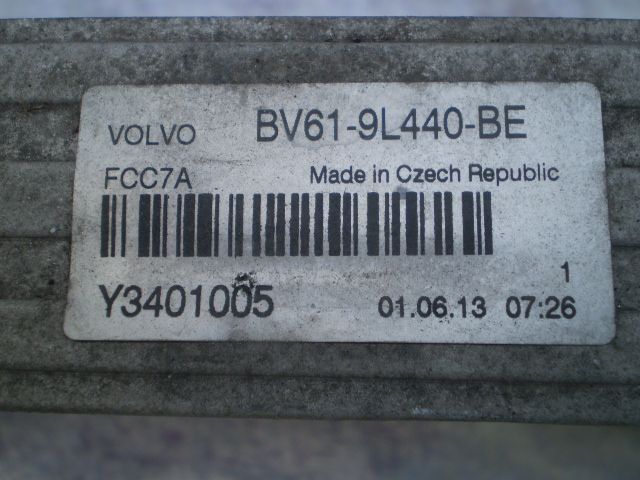 VOLVO BV61-9L440-BE
FCC7A Made in Czech Republic
1
Y3401005 01.06.13 07:26